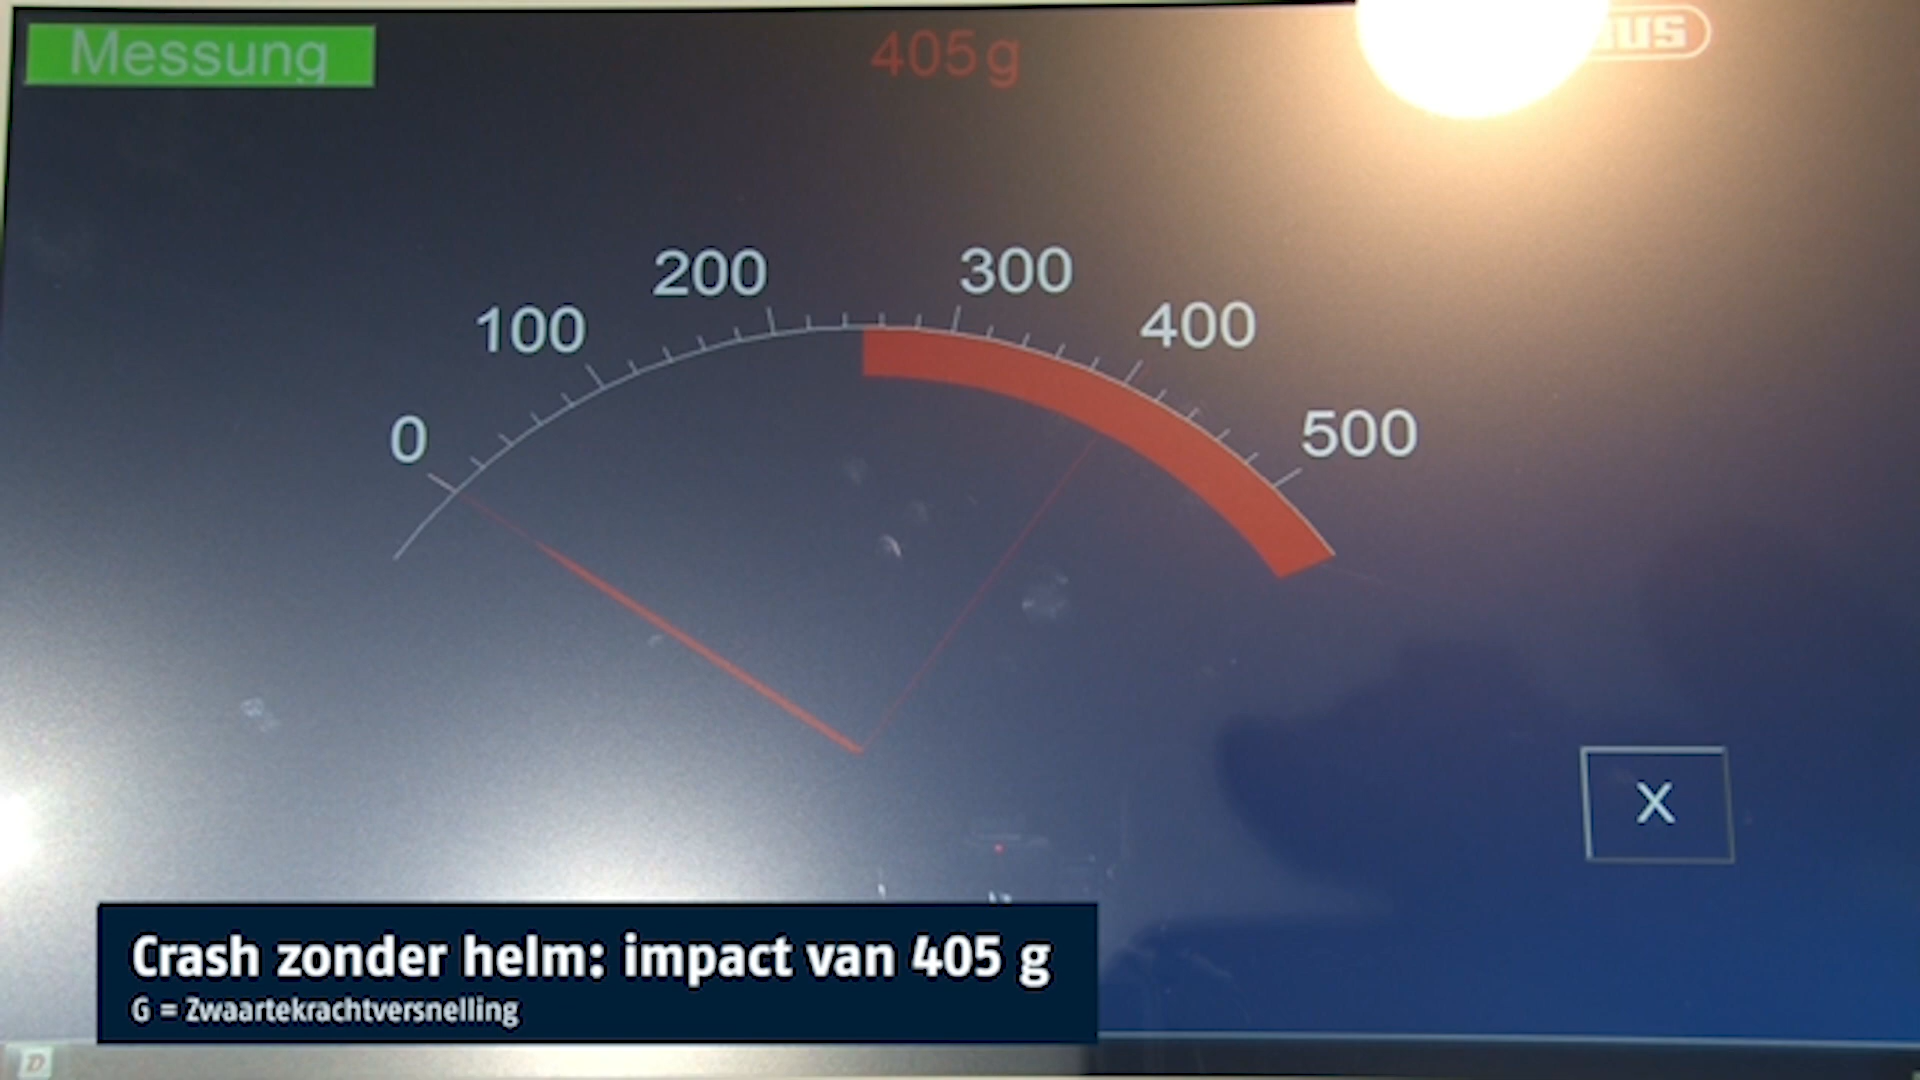 Messung
405 g
0
100
200
300
400
500
X
Crash zonder helm: impact van 405 g
G = Zwaartekrachtversnelling
D